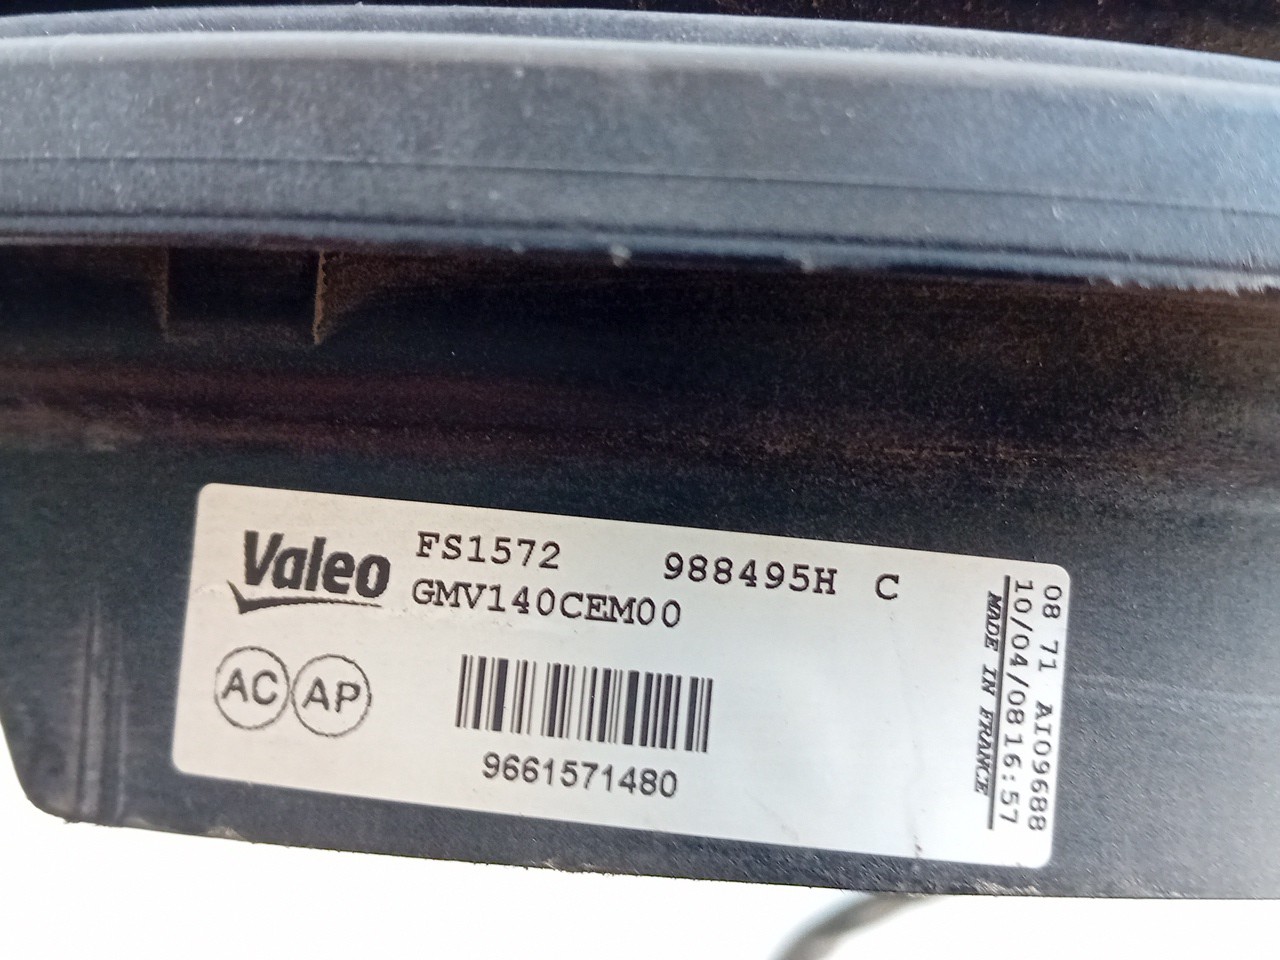 Valeo
FS1572 988495H C
GMV140CEM00
AC AP
9661571480
08 71 AI09688
10/04/08 16:57
MADE IN FRANCE